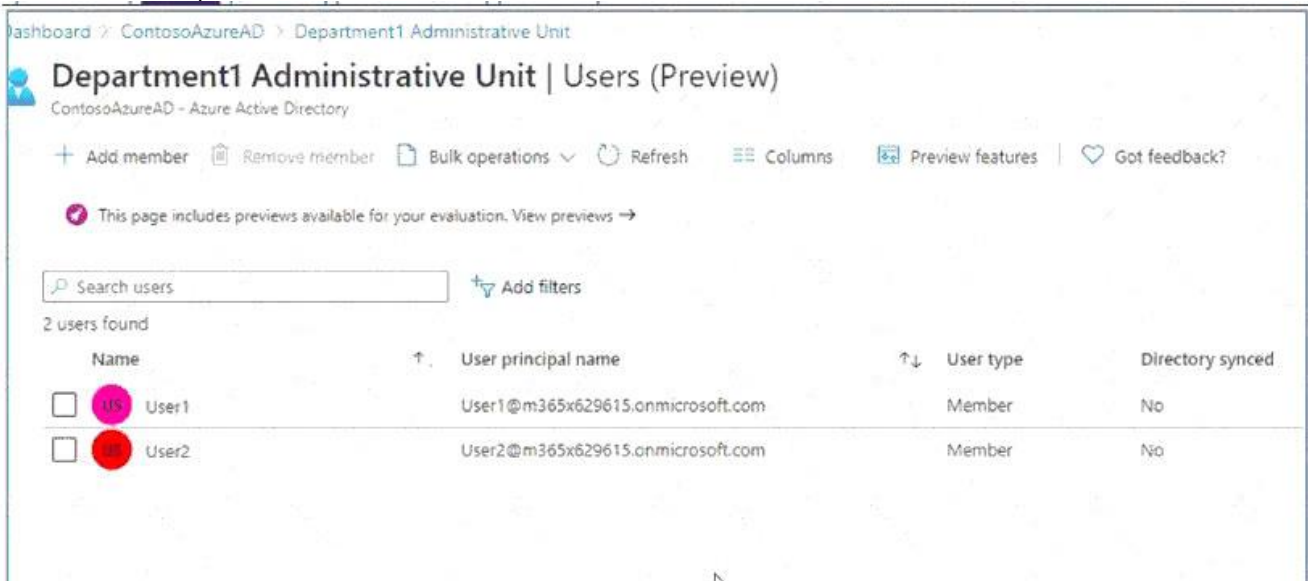 Dashboard > ContosoAzureAD > Department1 Administrative Unit
Department1 Administrative Unit | Users (Preview)
ContosoAzureAD - Azure Active Directory
+ Add member Remove member Bulk operations Refresh Columns Preview features | Got feedback?
This page includes previews available for your evaluation. View previews →
Search users Add filters
2 users found
Name ↑ User principal name ↑↓ User type Directory synced
US User1 User1@m365x629615.onmicrosoft.com Member No
US User2 User2@m365x629615.onmicrosoft.com Member No